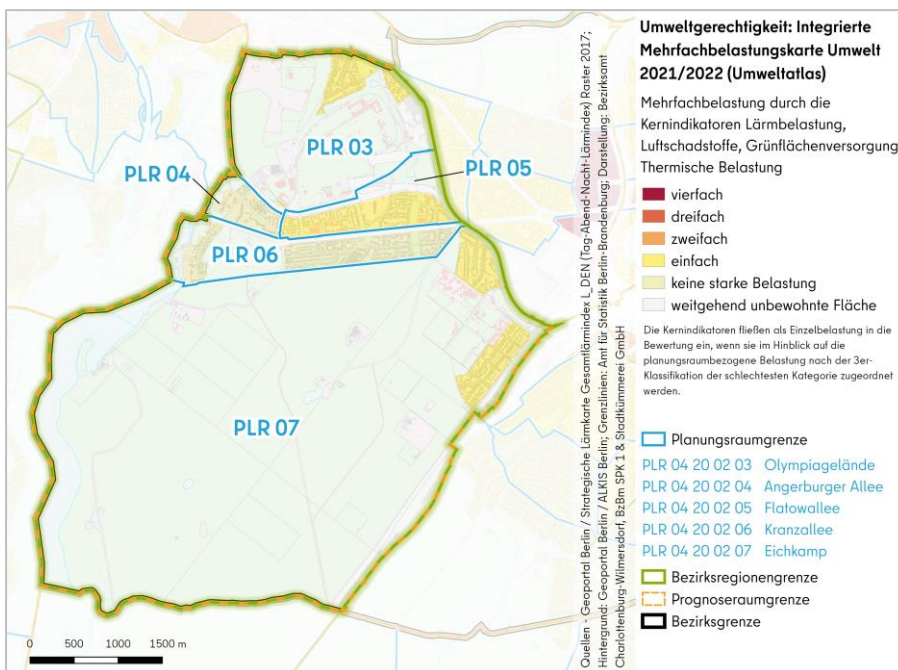 Umweltgerechtigkeit: Integrierte
Mehrfachbelastungskarte Umwelt
2021/2022 (Umweltatlas)
Mehrfachbelastung durch die
Kernindikatoren Lärmbelastung,
Luftschadstoffe, Grünflächenversorgung
Thermische Belastung
vierfach
dreifach
zweifach
einfach
keine starke Belastung
weitgehend unbewohnte Fläche
Die Kernindikatoren fließen als Einzelbelastung in die
Bewertung ein, wenn sie im Hinblick auf die
planungsraumbezogene Belastung nach der 3er-
Klassifikation der schlechtesten Kategorie zugeordnet
werden.
Planungsraumgrenze
PLR 04 20 02 03 Olympiagelände
PLR 04 20 02 04 Angerburger Allee
PLR 04 20 02 05 Flatowallee
PLR 04 20 02 06 Kranzallee
PLR 04 20 02 07 Eichkamp
Bezirksregionengrenze
Prognoseraumgrenze
Bezirksgrenze
PLR 03
PLR 04
PLR 05
PLR 06
PLR 07
0 500 1000 1500 m
Quellen - Geoportal Berlin / Strategische Lärmkarte Gesamtlärmindex L_DEN (Tag-Abend-Nacht-Lärmindex) Raster 2017;
Hintergrund: Geoportal Berlin / ALKIS Berlin; Grenzlinien: Amt für Statistik Berlin-Brandenburg; Darstellung: Bezirksamt
Charlottenburg-Wilmersdorf, BzBm SPK 1 & Stadtkümmerei GmbH